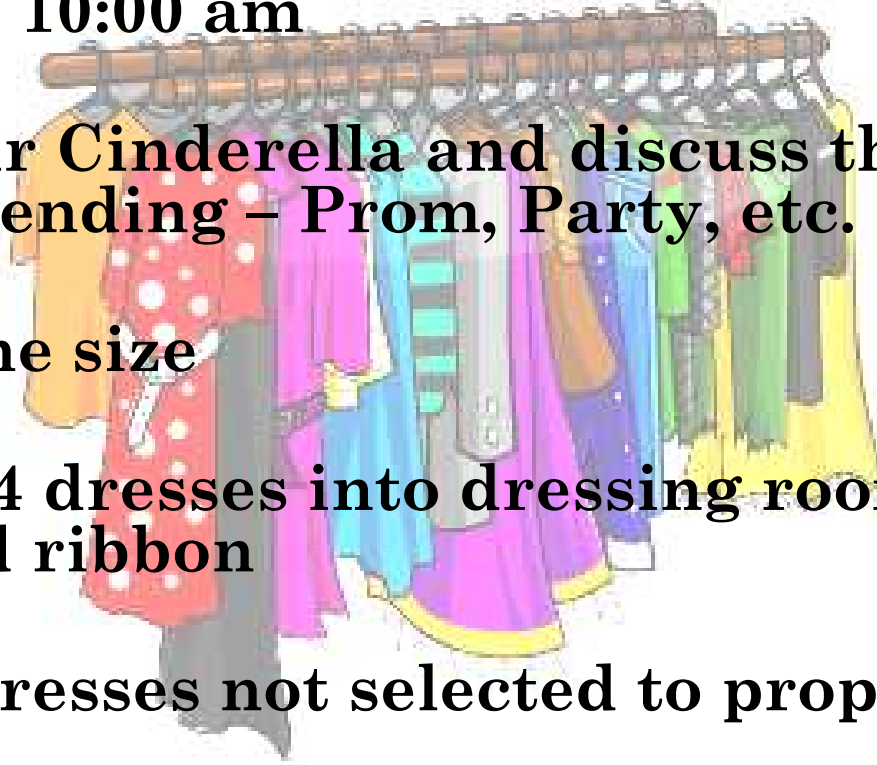 10:00 am
r Cinderella and discuss th
ending – Prom, Party, etc.
he size
4 dresses into dressing roo
d ribbon
resses not selected to prop